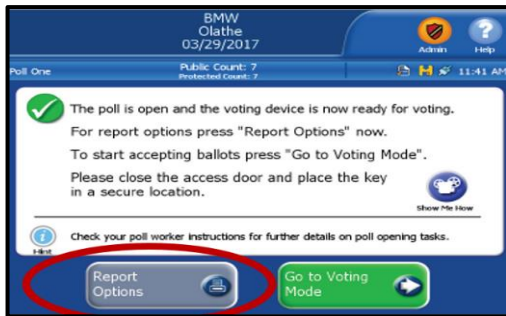 BMW
Olathe
03/29/2017
Admin
Help
Poll One
Public Count: 7
Protected Count: 7
11:41 AM
The poll is open and the voting device is now ready for voting.
For report options press "Report Options" now.
To start accepting ballots press "Go to Voting Mode".
Please close the access door and place the key
in a secure location.
Show Me How
Check your poll worker instructions for further details on poll opening tasks.
Hint
Report
Options
Go to Voting
Mode